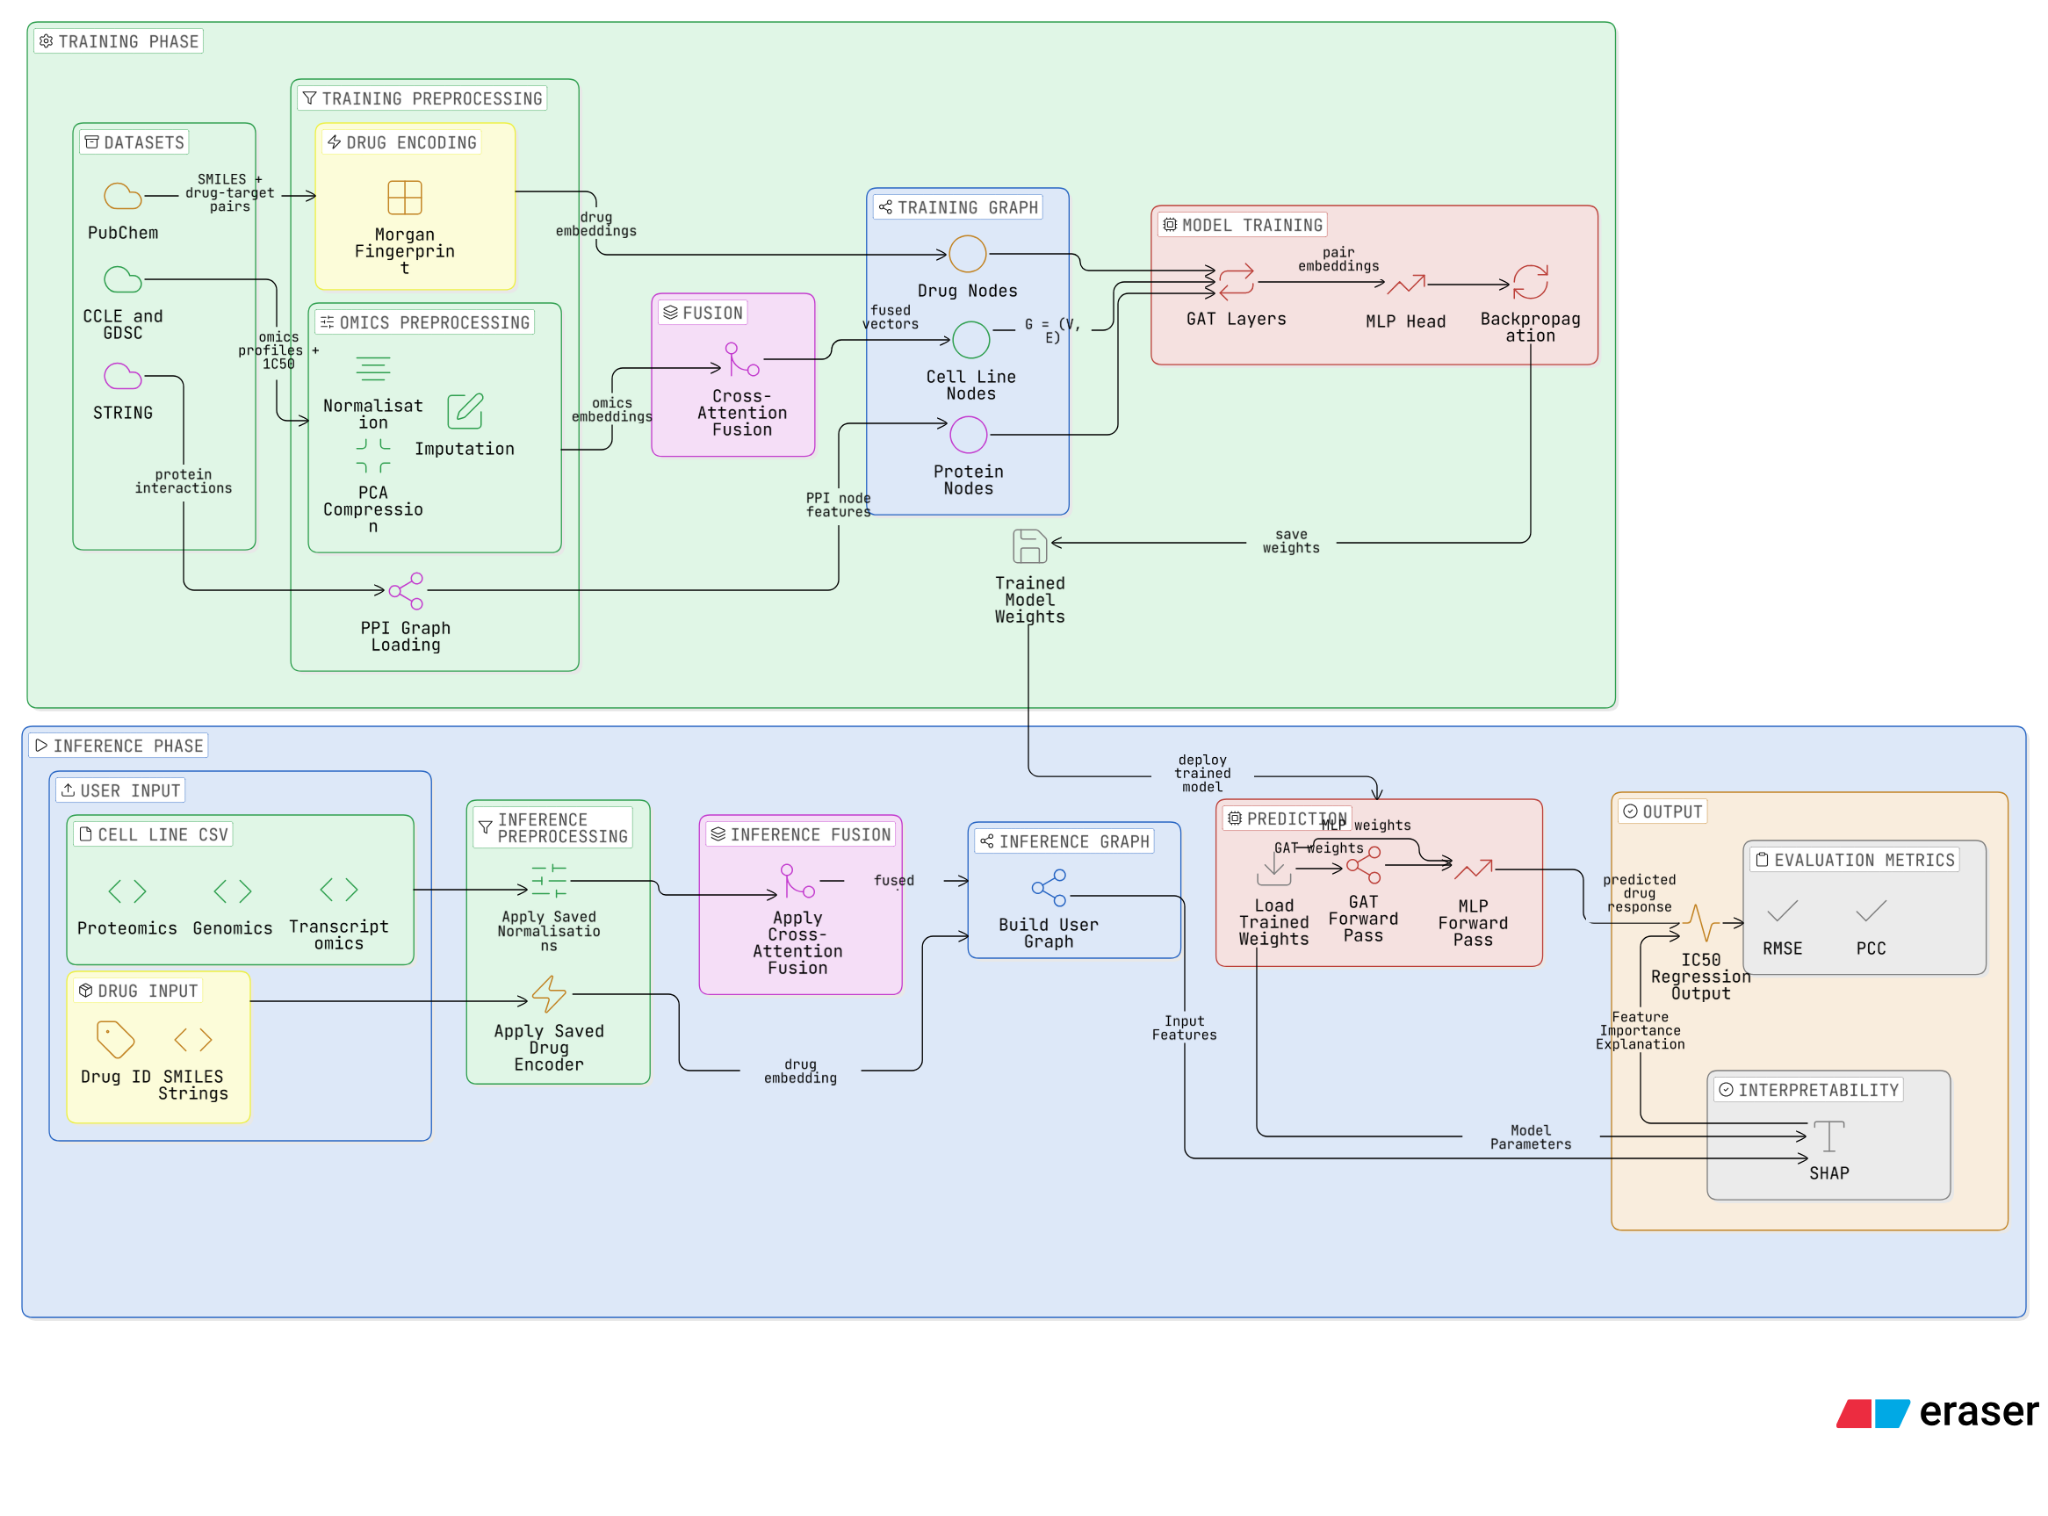 TRAINING PHASE
TRAINING PREPROCESSING
DATASETS
DRUG ENCODING
SMILES +
drug-target
pairs
PubChem
Morgan
Fingerprin
t
drug
embeddings
TRAINING GRAPH
Drug Nodes
MODEL TRAINING
pair
embeddings
GAT Layers
MLP Head
Backpropag
ation
CCLE and
GDSC
omics
profiles +
1C50
OMICS PREPROCESSING
Normalisat
ion
Imputation
PCA
Compressio
n
omics
embeddings
FUSION
Cross-
Attention
Fusion
fused
vectors
G = (V,
E)
Cell Line
Nodes
STRING
protein
interactions
PPI node
features
Protein
Nodes
PPI Graph
Loading
save
weights
Trained
Model
Weights
INFERENCE PHASE
deploy
trained
model
USER INPUT
CELL LINE CSV
Proteomics
Genomics
Transcript
omics
DRUG INPUT
Drug ID
SMILES
Strings
INFERENCE
PREPROCESSING
Apply Saved
Normalisatio
ns
Apply Saved
Drug
Encoder
INFERENCE FUSION
Apply
Cross-
Attention
Fusion
fused
drug
embedding
INFERENCE GRAPH
Build User
Graph
Input
Features
PREDICTION
MLP weights
GAT weights
Load
Trained
Weights
GAT
Forward
Pass
MLP
Forward
Pass
predicted
drug
response
OUTPUT
EVALUATION METRICS
RMSE
PCC
IC50
Regression
Output
Feature
Importance
Explanation
Model
Parameters
INTERPRETABILITY
SHAP
eraser